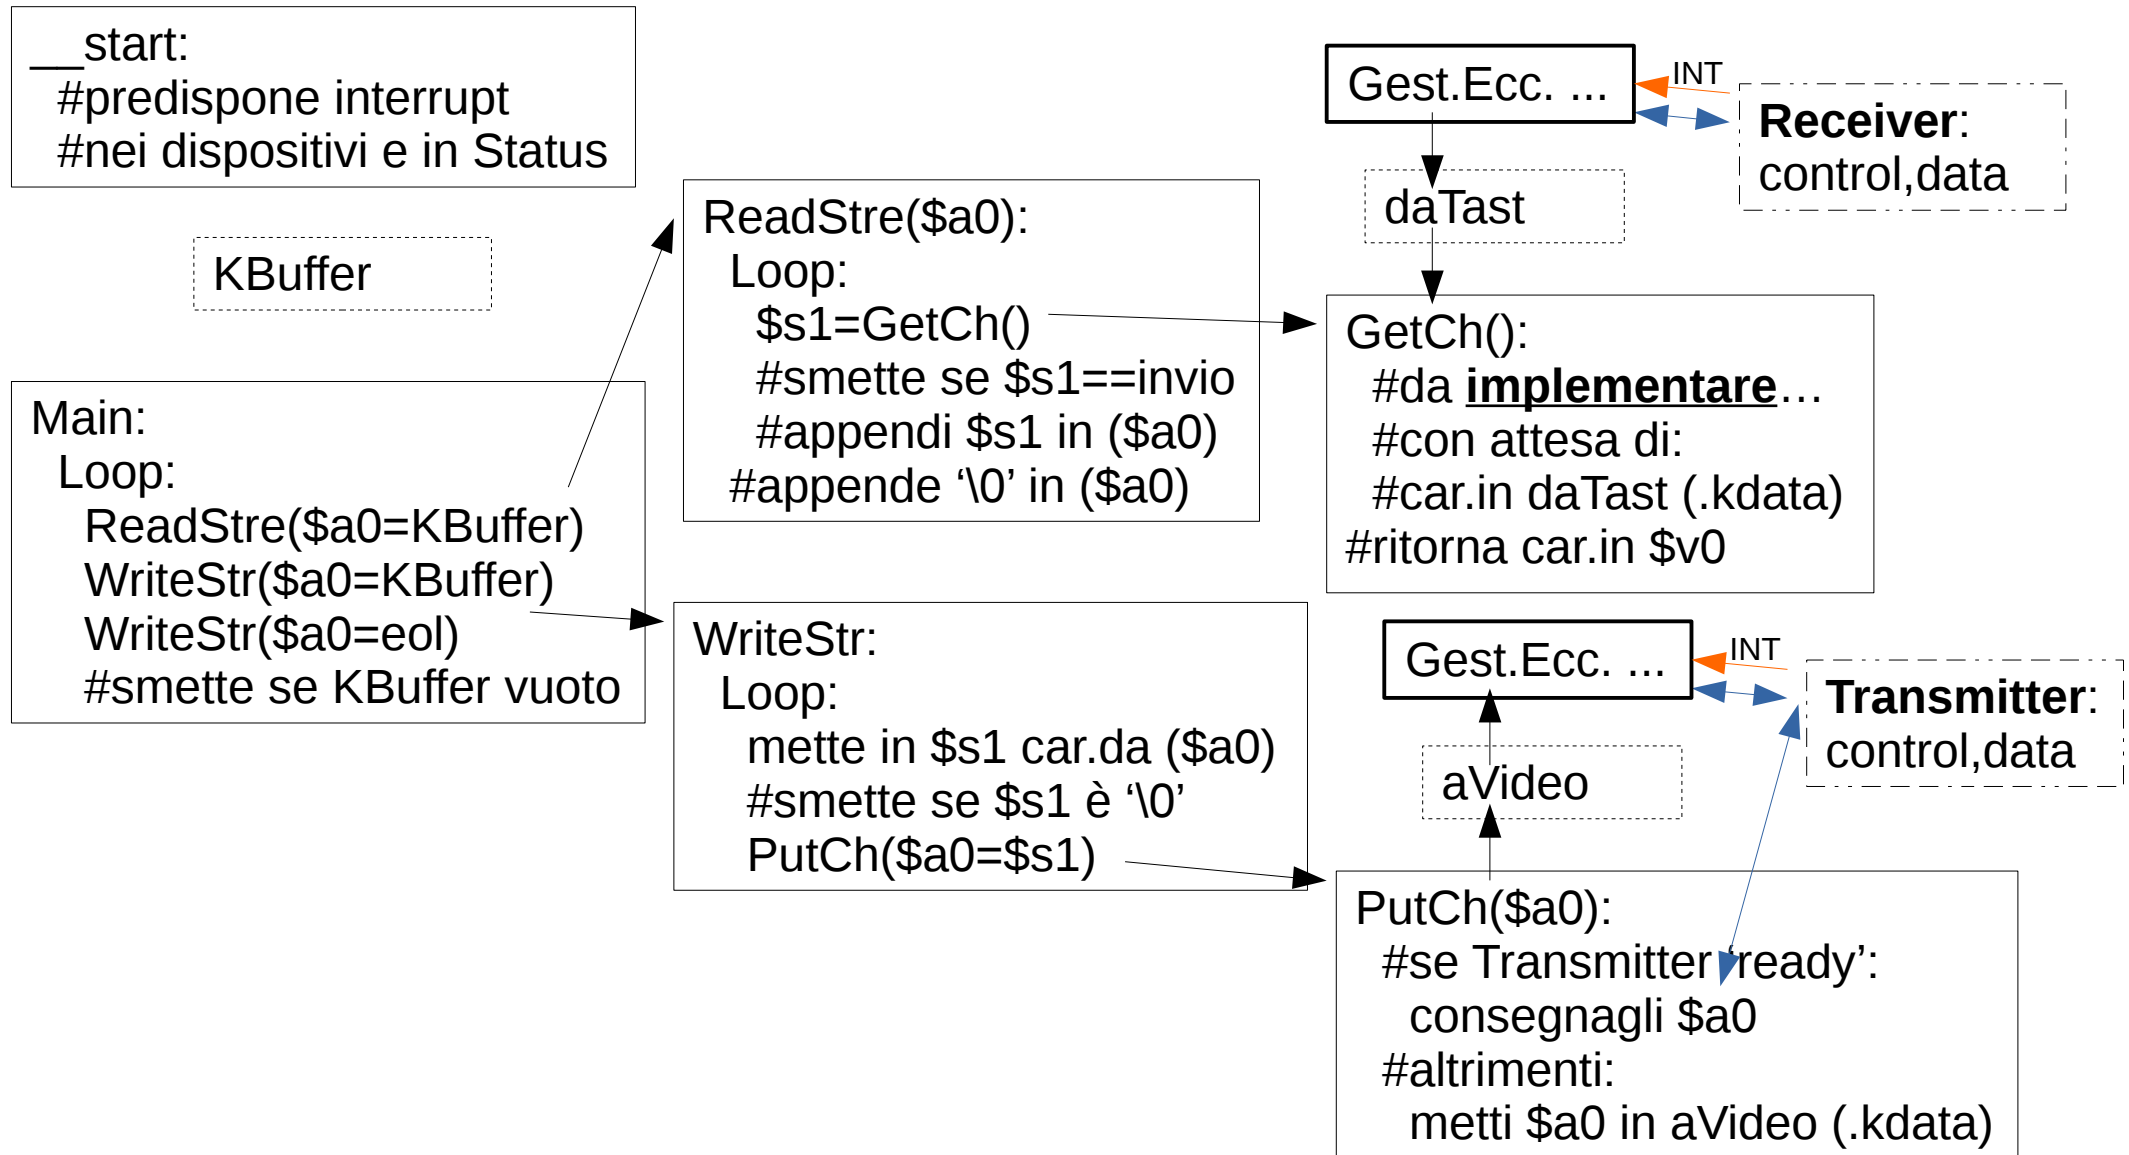 __start:
#predispone interrupt
#nei dispositivi e in Status
KBuffer
Main:
Loop:
ReadStre($a0=KBuffer)
WriteStr($a0=KBuffer)
WriteStr($a0=eol)
#smette se KBuffer vuoto
ReadStre($a0):
Loop:
$s1=GetCh()
#smette se $s1==invio
#appendi $s1 in ($a0)
#appende ‘\0’ in ($a0)
WriteStr:
Loop:
mette in $s1 car.da ($a0)
#smette se $s1 è ‘\0’
PutCh($a0=$s1)
Gest.Ecc. ...
INT
Receiver:
control,data
daTast
GetCh():
#da implementare…
#con attesa di:
#car.in daTast (.kdata)
#ritorna car.in $v0
Gest.Ecc. ...
INT
Transmitter:
control,data
aVideo
PutCh($a0):
#se Transmitter ‘ready’:
consegnagli $a0
#altrimenti:
metti $a0 in aVideo (.kdata)